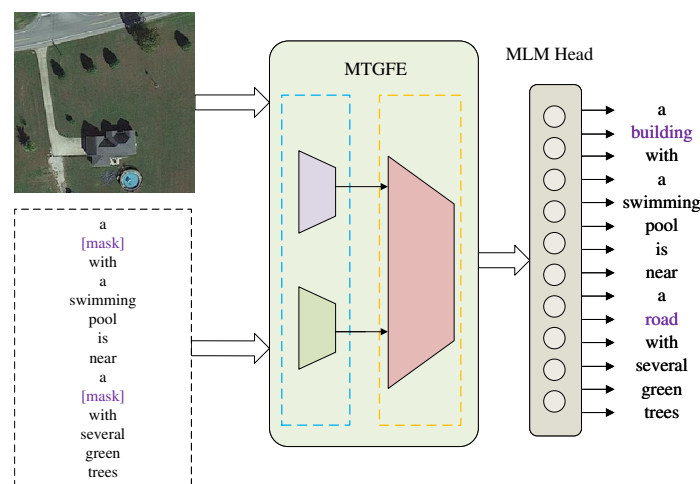 a
[mask]
with
a
swimming
pool
is
near
a
[mask]
with
several
green
trees
MTGFE
MLM Head
a
building
with
a
swimming
pool
is
near
a
road
with
several
green
trees